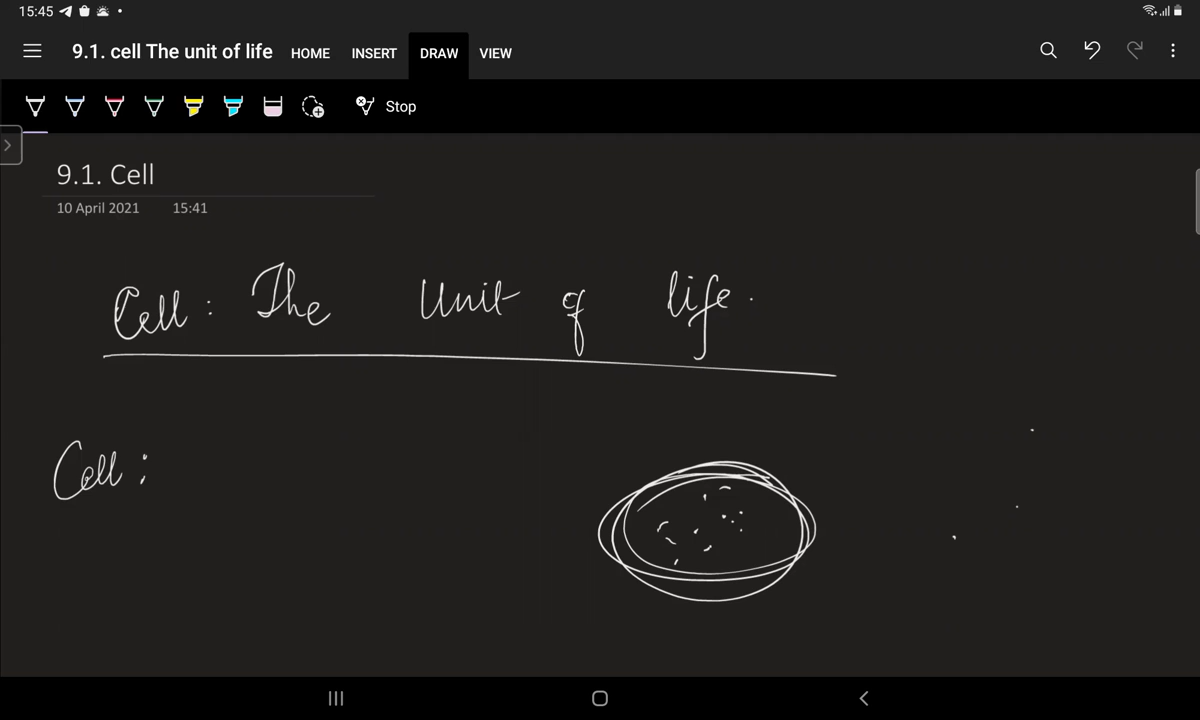 15:45
9.1. cell The unit of life HOME INSERT DRAW VIEW
Stop
9.1. Cell
10 April 2021 15:41
Cell: The Unit of life.
Cell: